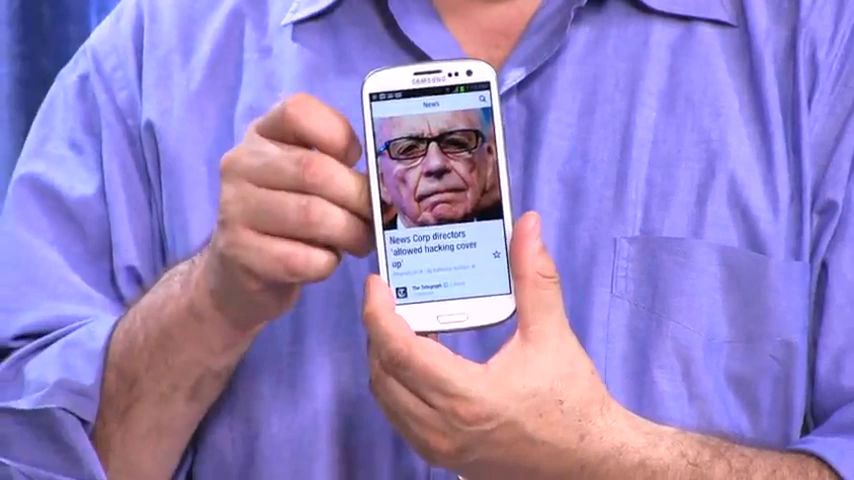 SAMSUNG
News
News Corp directors
'allowed hacking cover
up'
The Telegraph